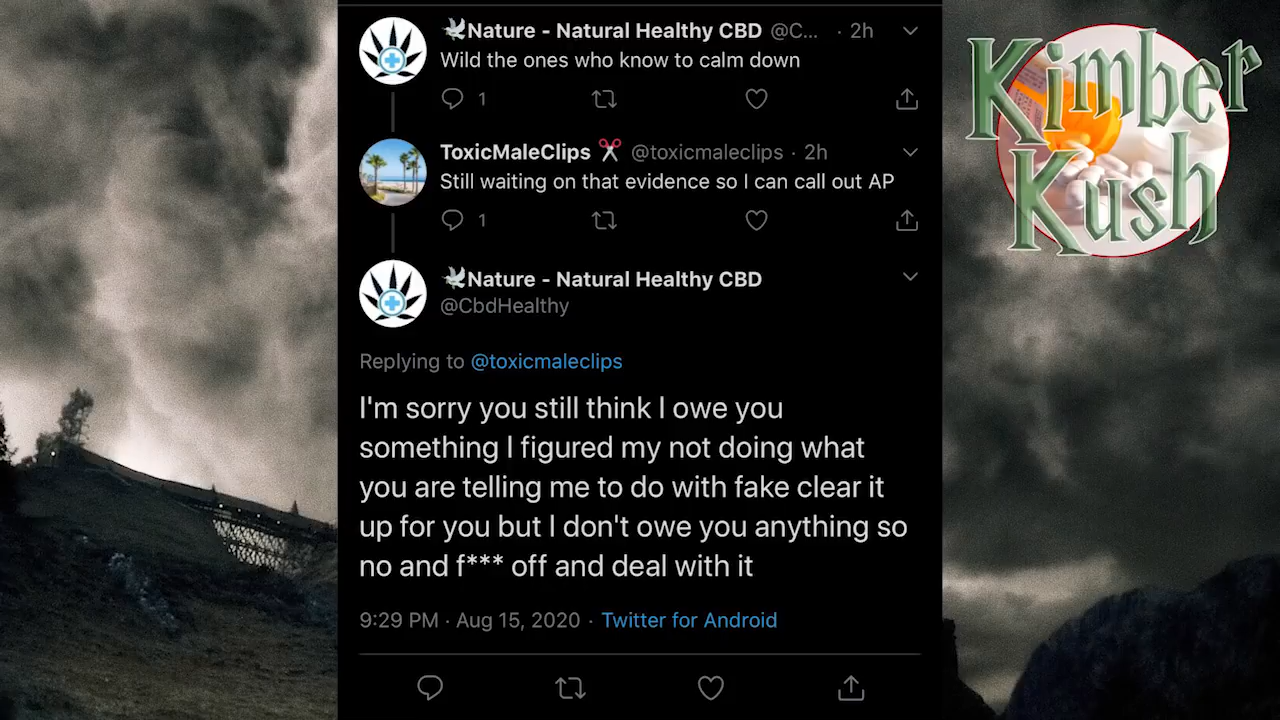 🕊Nature - Natural Healthy CBD @C... · 2h
Wild the ones who know to calm down
1
ToxicMaleClips ✂ @toxicmaleclips · 2h
Still waiting on that evidence so I can call out AP
1
🕊Nature - Natural Healthy CBD
@CbdHealthy
Replying to @toxicmaleclips
I'm sorry you still think I owe you
something I figured my not doing what
you are telling me to do with fake clear it
up for you but I don't owe you anything so
no and f*** off and deal with it
9:29 PM · Aug 15, 2020 · Twitter for Android
Kimber
Kush